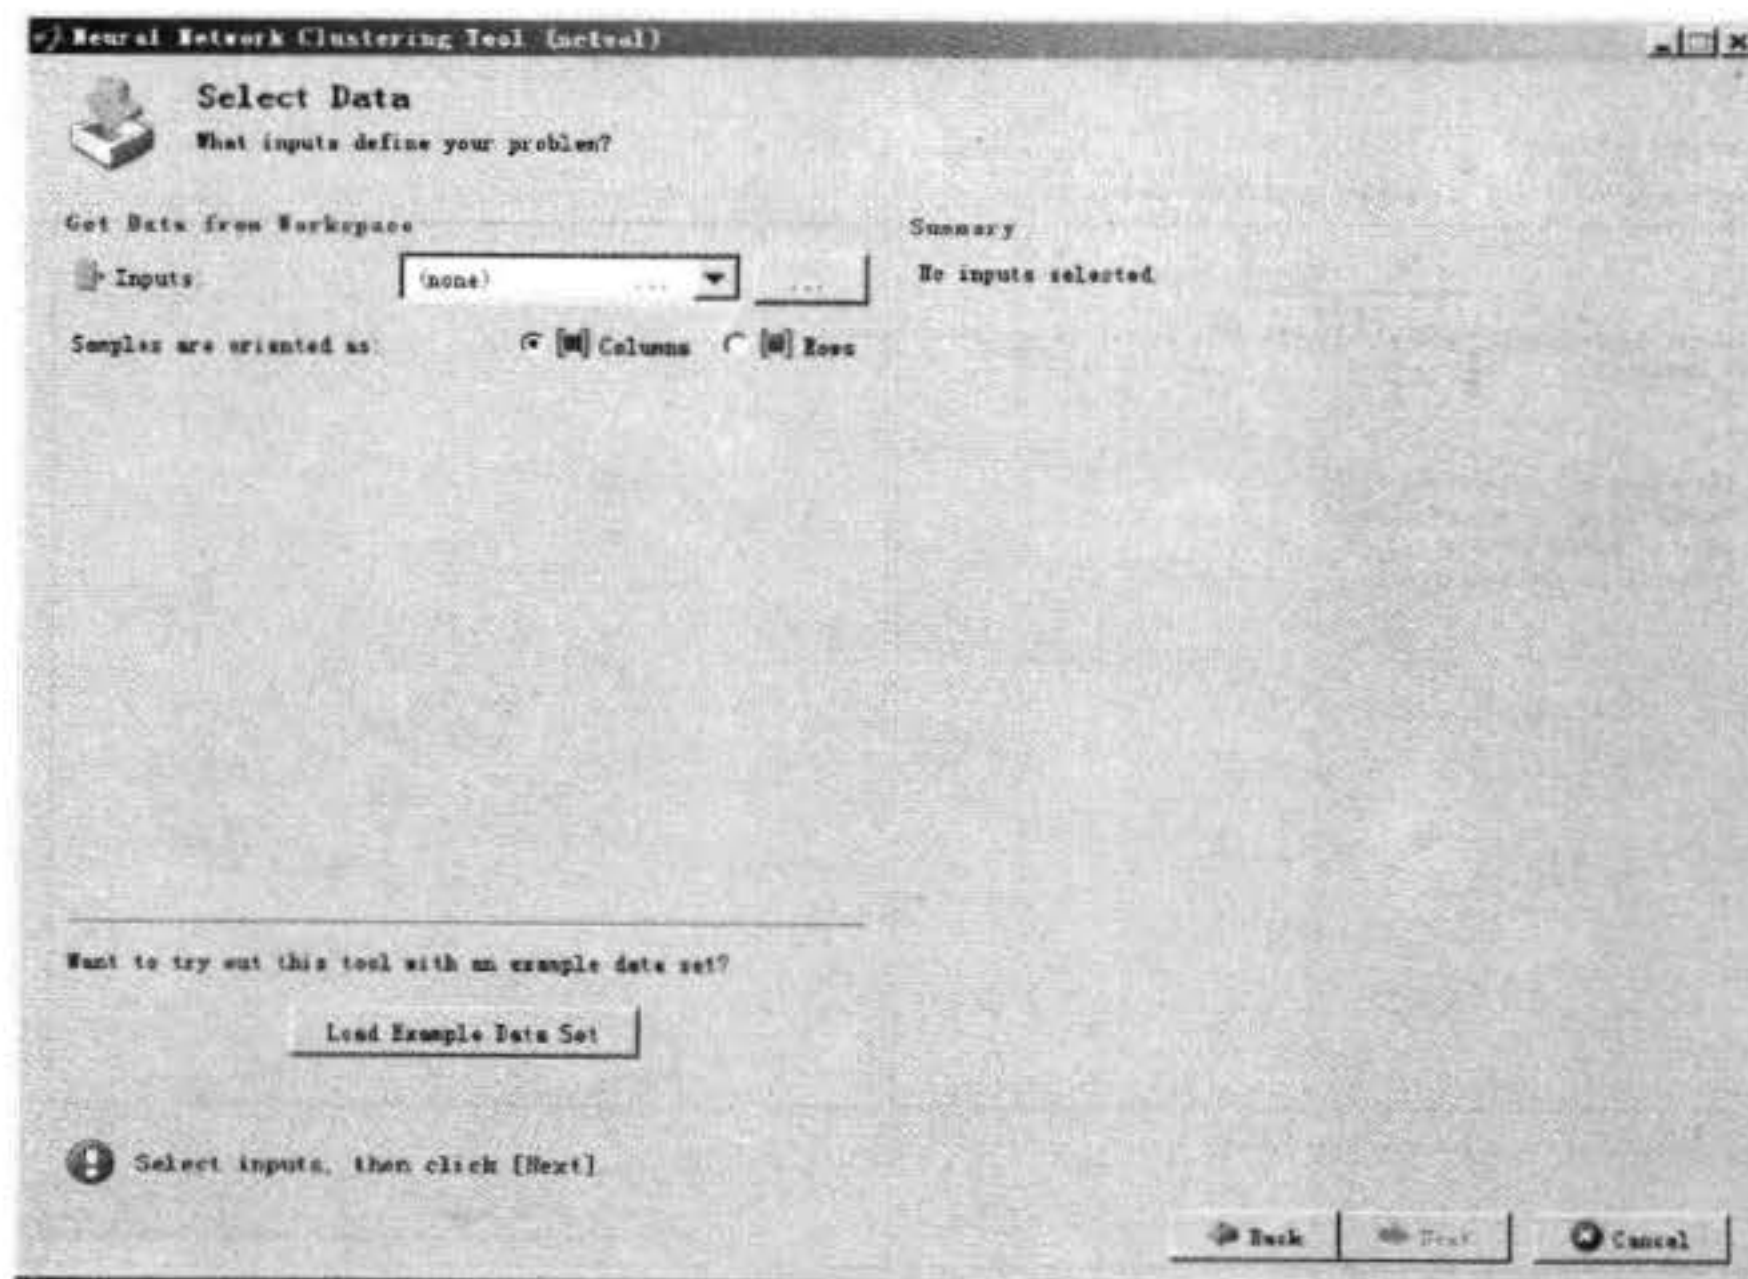 Neural Network Clustering Tool (nctool)
Select Data
What inputs define your problem?
Get Data from Workspace
Inputs:
(none)
...
Samples are oriented as:
Columns
Rows
Summary
No inputs selected.
Want to try out this tool with an example data set?
Load Example Data Set
Select inputs, then click [Next].
Back
Next
Cancel